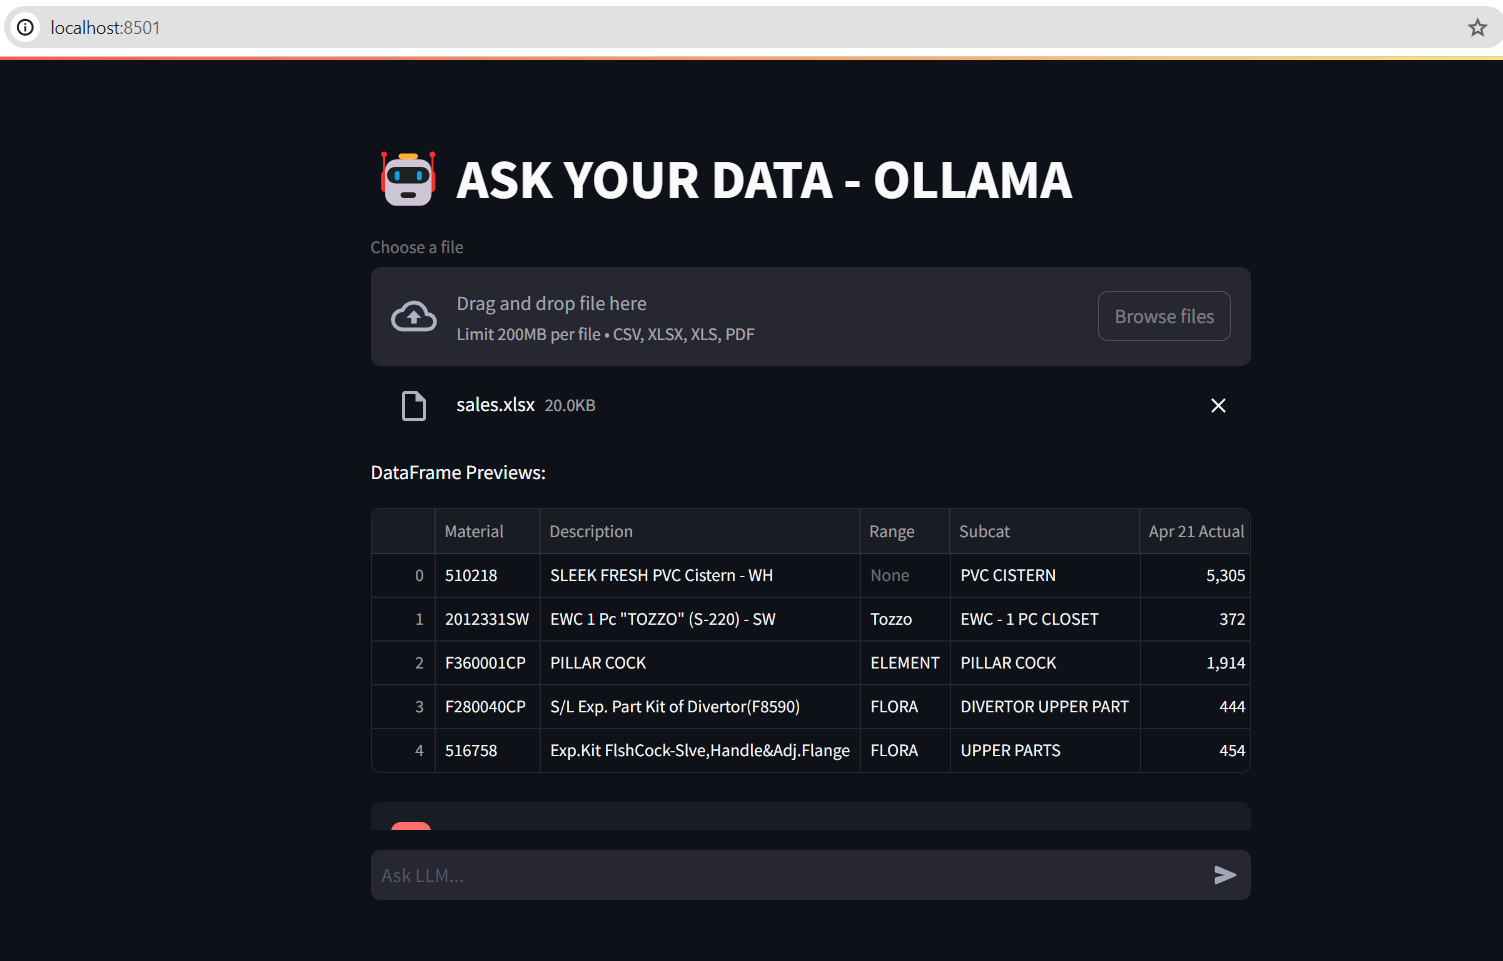 localhost:8501
ASK YOUR DATA - OLLAMA
Choose a file
Drag and drop file here
Limit 200MB per file • CSV, XLSX, XLS, PDF
Browse files
sales.xlsx 20.0KB
DataFrame Previews:
Material Description Range Subcat Apr 21 Actual
0 510218 SLEEK FRESH PVC Cistern - WH None PVC CISTERN 5,305
1 2012331SW EWC 1 Pc "TOZZO" (S-220) - SW Tozzo EWC - 1 PC CLOSET 372
2 F360001CP PILLAR COCK ELEMENT PILLAR COCK 1,914
3 F280040CP S/L Exp. Part Kit of Divertor(F8590) FLORA DIVERTOR UPPER PART 444
4 516758 Exp.Kit FlshCock-Slve,Handle&Adj.Flange FLORA UPPER PARTS 454
Ask LLM...